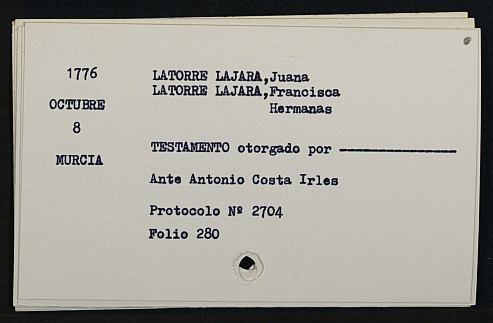 1776
OCTUBRE
8
MURCIA
LATORRE LAJARA,Juana
LATORRE LAJARA,Francisca
Hermanas
TESTAMENTO otorgado por ----------------
Ante Antonio Costa Irles
Protocolo Nº 2704
Folio 280